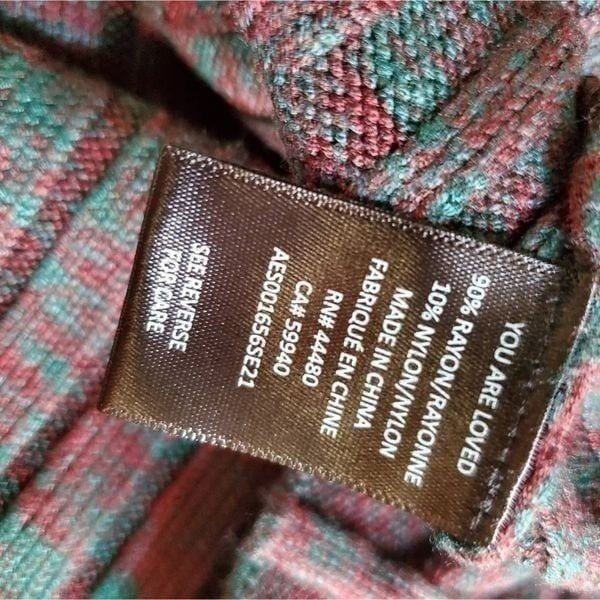 YOU ARE LOVED
90% RAYON/RAYONNE
10% NYLON/NYLON
MADE IN CHINA
FABRIQUE EN CHINE
RN# 44480
CA# 59940
AES001656SE21
SEE REVERSE
FOR CARE